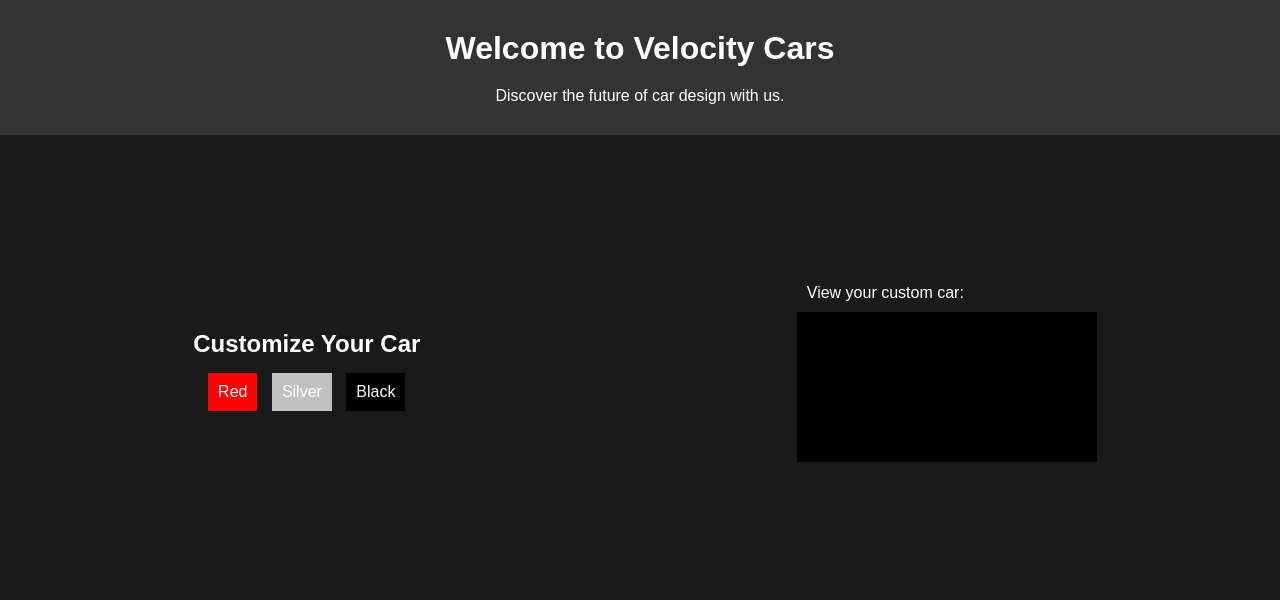 Welcome to Velocity Cars
Discover the future of car design with us.
Customize Your Car
Red Silver Black
View your custom car: